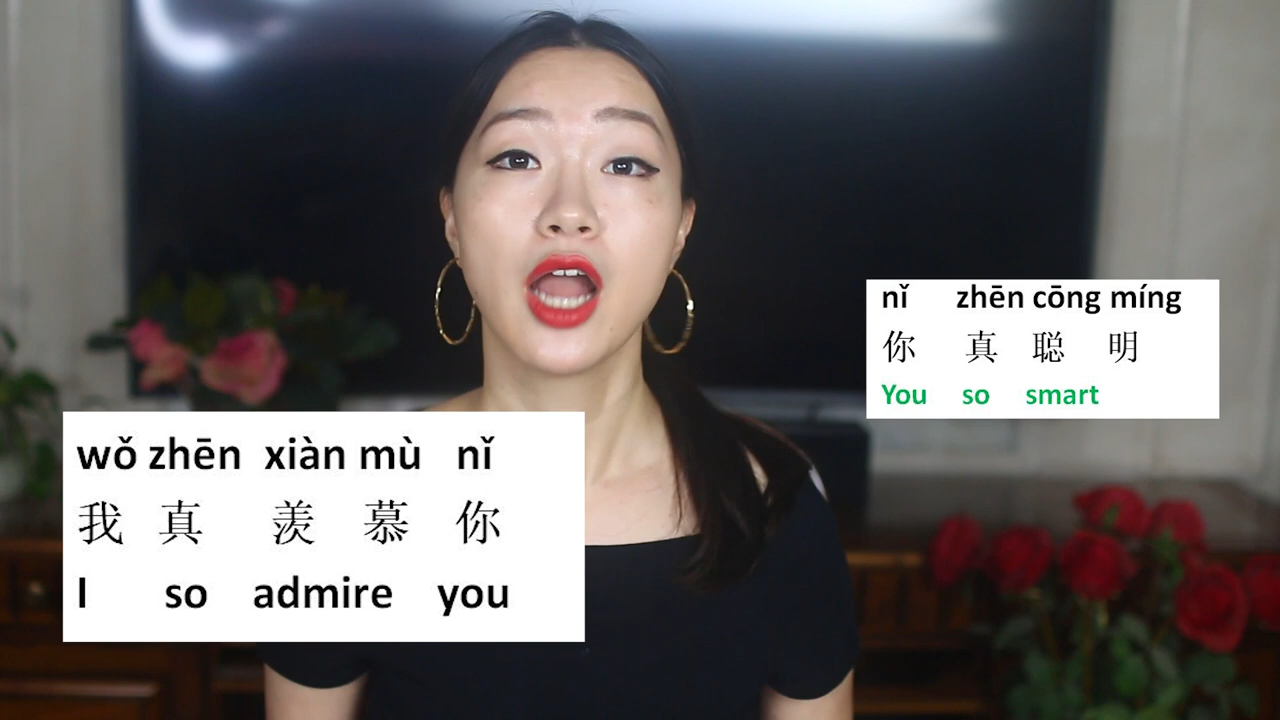 wǒ zhēn xiàn mù nǐ
我 真 羡 慕 你
I so admire you
nǐ zhēn cōng míng
你 真 聪 明
You so smart